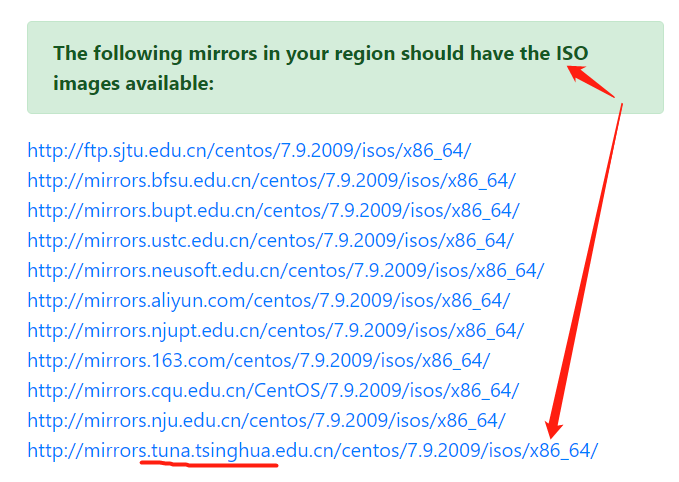 The following mirrors in your region should have the ISO
images available:
http://ftp.sjtu.edu.cn/centos/7.9.2009/isos/x86_64/
http://mirrors.bfsu.edu.cn/centos/7.9.2009/isos/x86_64/
http://mirrors.bupt.edu.cn/centos/7.9.2009/isos/x86_64/
http://mirrors.ustc.edu.cn/centos/7.9.2009/isos/x86_64/
http://mirrors.neusoft.edu.cn/centos/7.9.2009/isos/x86_64/
http://mirrors.aliyun.com/centos/7.9.2009/isos/x86_64/
http://mirrors.njupt.edu.cn/centos/7.9.2009/isos/x86_64/
http://mirrors.163.com/centos/7.9.2009/isos/x86_64/
http://mirrors.cqu.edu.cn/CentOS/7.9.2009/isos/x86_64/
http://mirrors.nju.edu.cn/centos/7.9.2009/isos/x86_64/
http://mirrors.tuna.tsinghua.edu.cn/centos/7.9.2009/isos/x86_64/